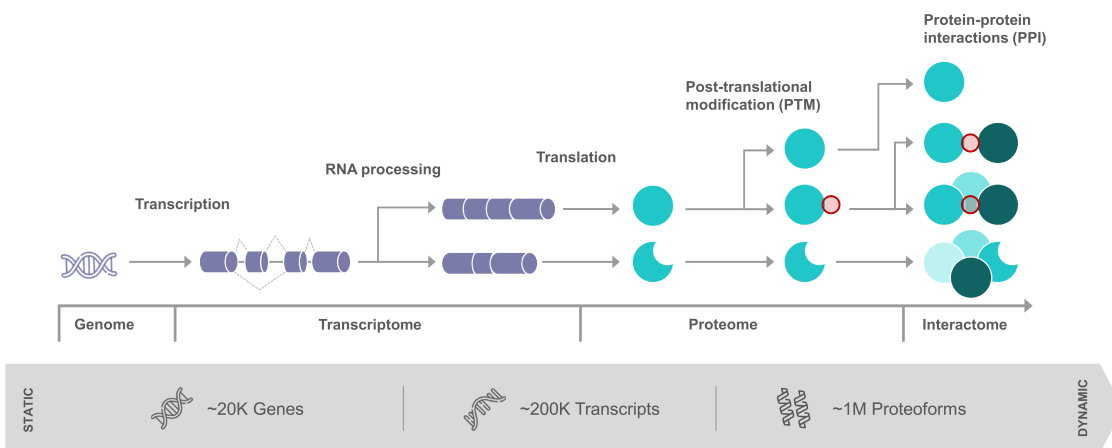 Protein-protein
interactions (PPI)
Post-translational
modification (PTM)
Translation
RNA processing
Transcription
Genome
Transcriptome
Proteome
Interactome
STATIC
~20K Genes
~200K Transcripts
~1M Proteoforms
DYNAMIC